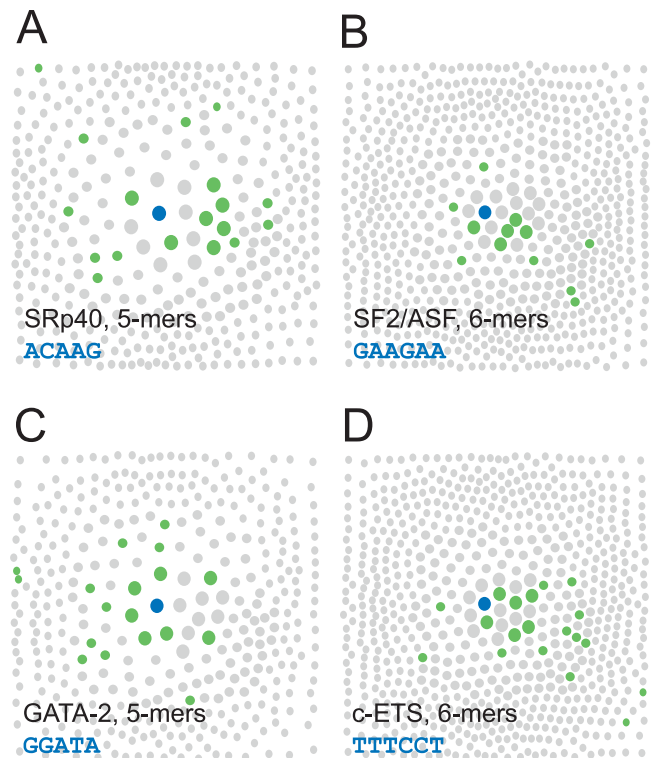 A
B
SRp40, 5-mers
ACAAG
SF2/ASF, 6-mers
GAAGAA
C
D
GATA-2, 5-mers
GGATA
c-ETS, 6-mers
TTTCCT